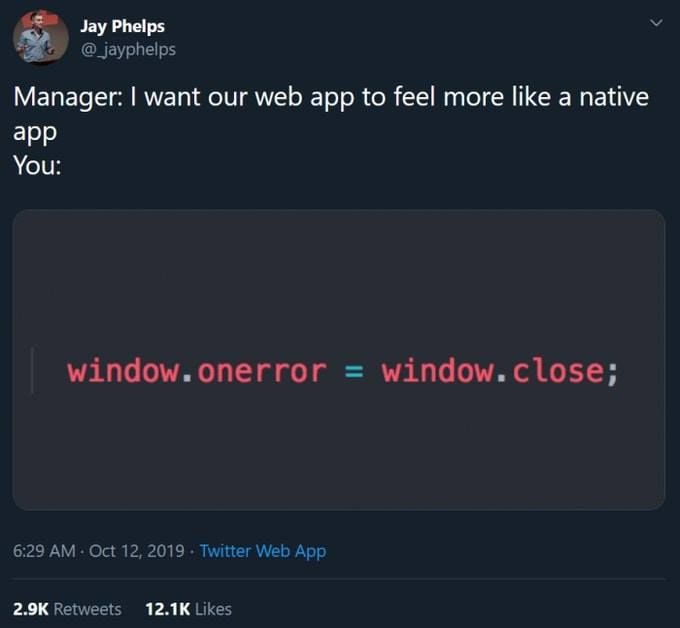 Jay Phelps
@_jayphelps
Manager: I want our web app to feel more like a native
app
You:
window.onerror = window.close;
6:29 AM · Oct 12, 2019 · Twitter Web App
2.9K Retweets 12.1K Likes